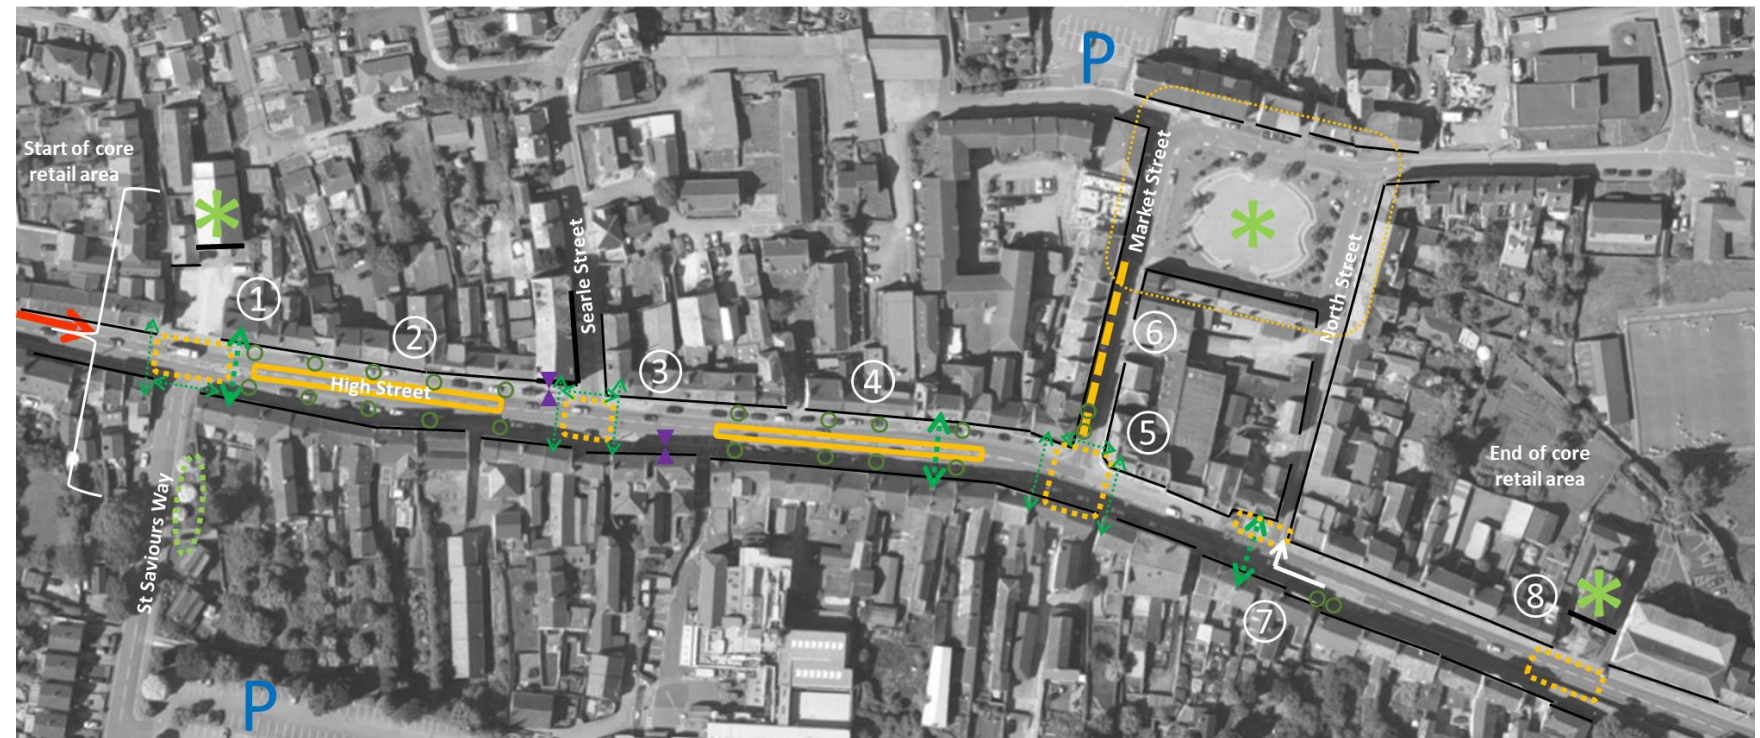 P
Start of core
retail area
Market Street
North Street
Searle Street
1
2
High Street
3
4
5
6
St Saviours Way
End of core
retail area
7
8
P